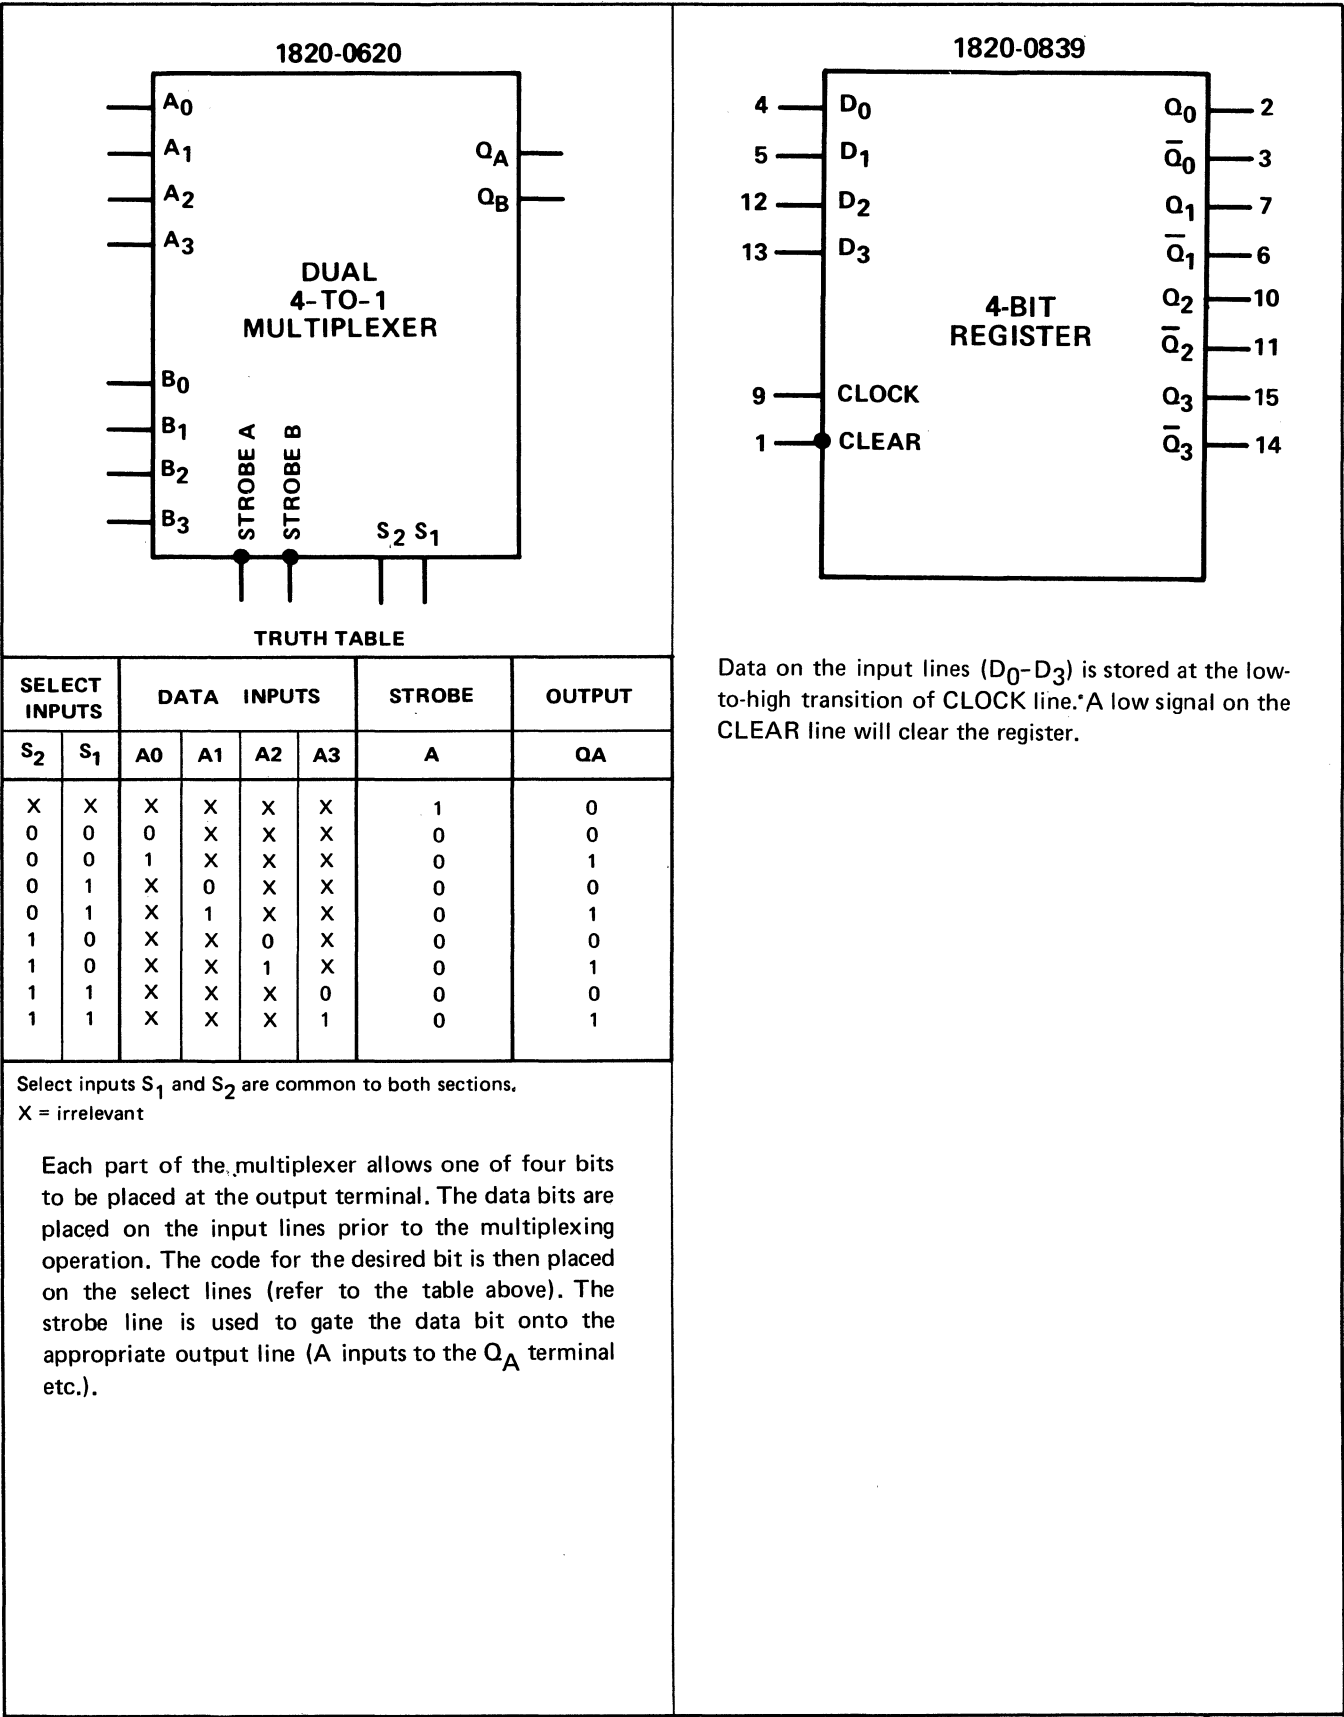 1820-0620
A0
A1
A2
A3
QA
QB
DUAL
4-TO-1
MULTIPLEXER
B0
B1
B2
B3
STROBE A
STROBE B
S2 S1
TRUTH TABLE
SELECT INPUTS DATA INPUTS STROBE OUTPUT
S2 S1 A0 A1 A2 A3 A QA
X X X X X X 1 0
0 0 0 X X X 0 0
0 0 1 X X X 0 1
0 1 X 0 X X 0 0
0 1 X 1 X X 0 1
1 0 X X 0 X 0 0
1 0 X X 1 X 0 1
1 1 X X X 0 0 0
1 1 X X X 1 0 1
Select inputs S1 and S2 are common to both sections.
X = irrelevant
Each part of the multiplexer allows one of four bits
to be placed at the output terminal. The data bits are
placed on the input lines prior to the multiplexing
operation. The code for the desired bit is then placed
on the select lines (refer to the table above). The
strobe line is used to gate the data bit onto the
appropriate output line (A inputs to the QA terminal
etc.).
1820-0839
4 D0 Q0 2
5 D1 Q̅0 3
12 D2 Q1 7
13 D3 Q̅1 6
4-BIT
REGISTER
Q2 10
Q̅2 11
9 CLOCK Q3 15
1 CLEAR Q̅3 14
Data on the input lines (D0-D3) is stored at the low-
to-high transition of CLOCK line. A low signal on the
CLEAR line will clear the register.